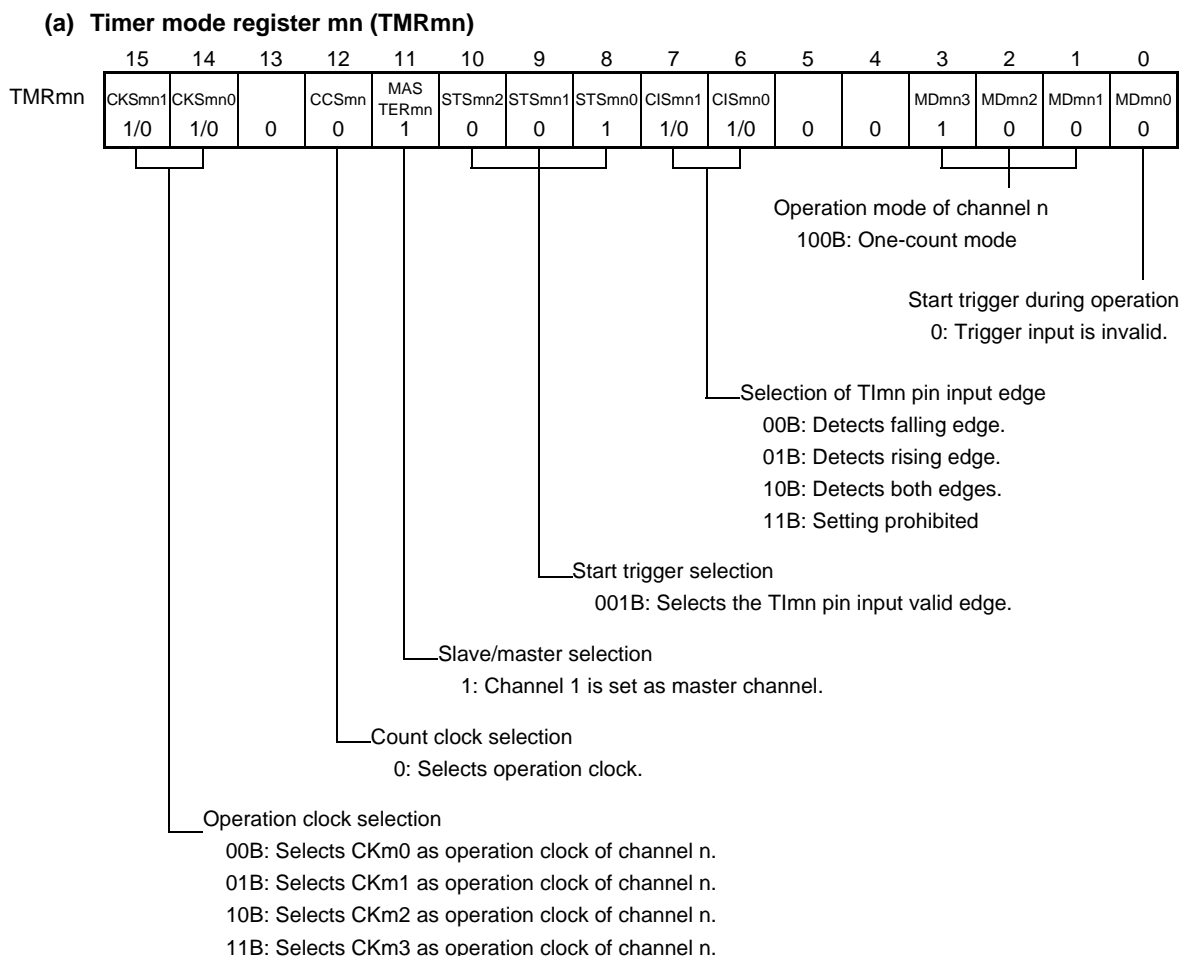 (a) Timer mode register mn (TMRmn)
15 14 13 12 11 10 9 8 7 6 5 4 3 2 1 0
TMRmn CKSmn1 CKSmn0 CCSmn MAS TERmn STSmn2 STSmn1 STSmn0 CISmn1 CISmn0 MDmn3 MDmn2 MDmn1 MDmn0
1/0 1/0 0 0 1 0 0 1 1/0 1/0 0 0 1 0 0 0
Operation mode of channel n
100B: One-count mode
Start trigger during operation
0: Trigger input is invalid.
Selection of TImn pin input edge
00B: Detects falling edge.
01B: Detects rising edge.
10B: Detects both edges.
11B: Setting prohibited
Start trigger selection
001B: Selects the TImn pin input valid edge.
Slave/master selection
1: Channel 1 is set as master channel.
Count clock selection
0: Selects operation clock.
Operation clock selection
00B: Selects CKm0 as operation clock of channel n.
01B: Selects CKm1 as operation clock of channel n.
10B: Selects CKm2 as operation clock of channel n.
11B: Selects CKm3 as operation clock of channel n.